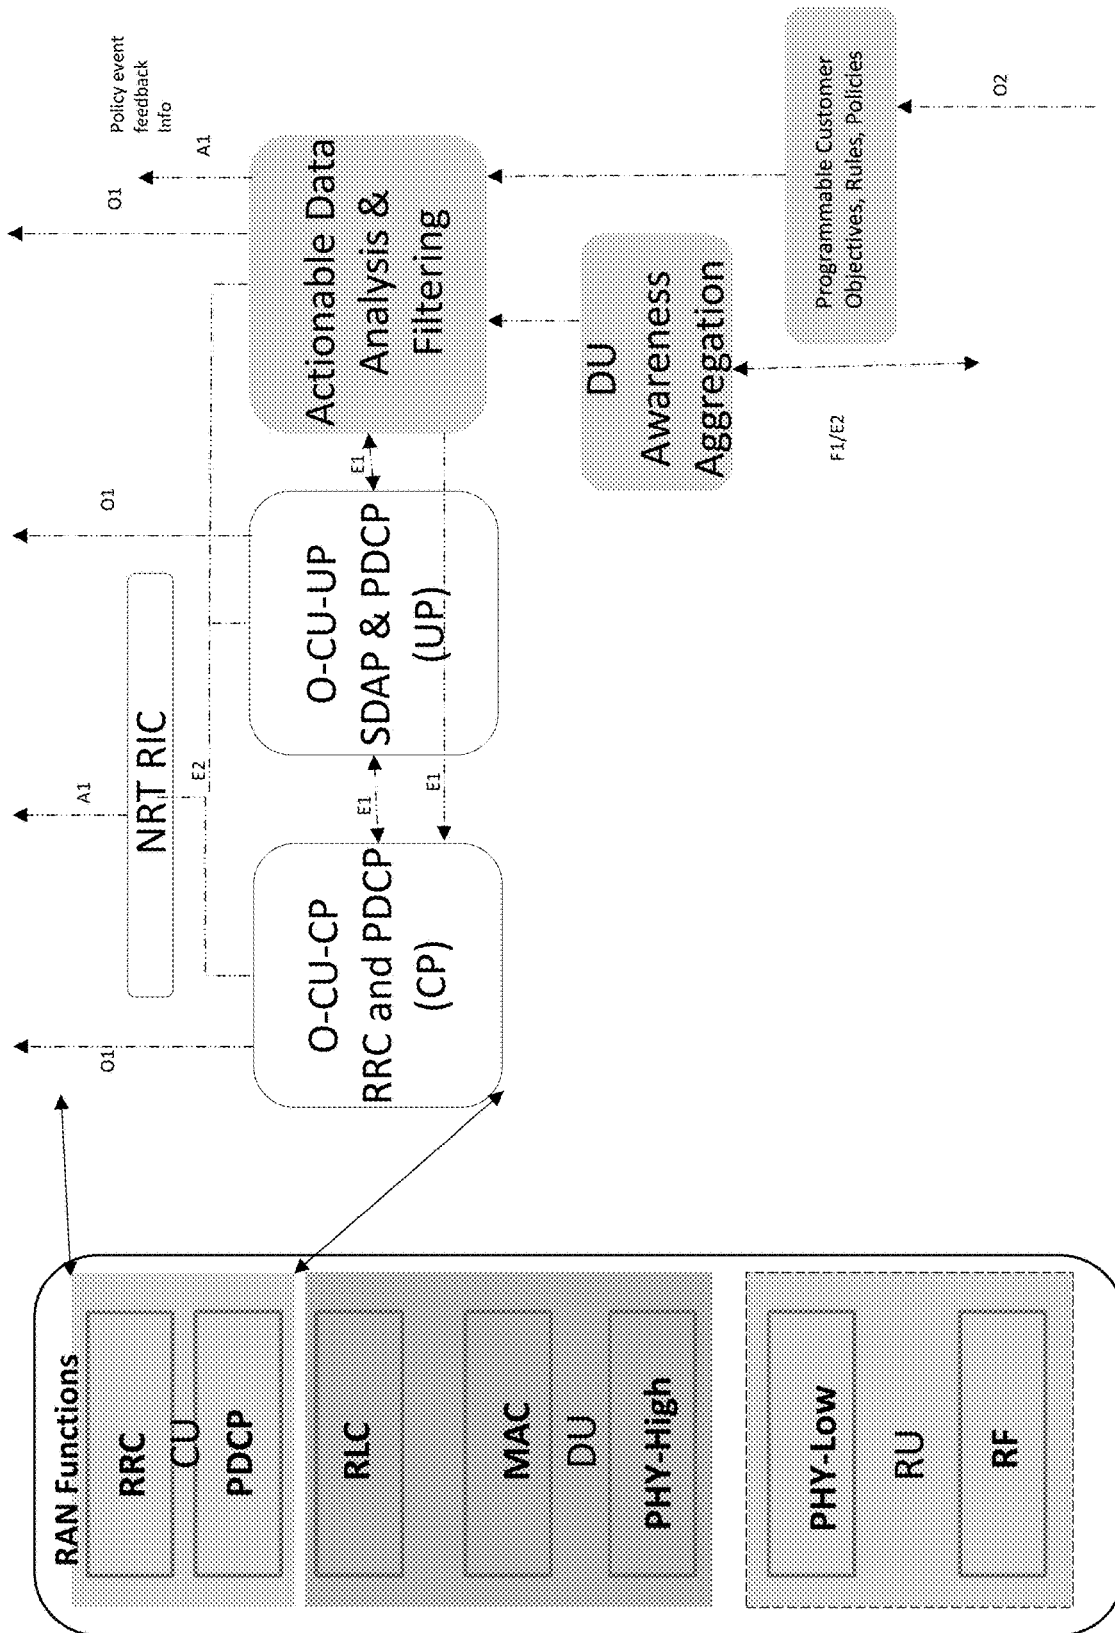 RAN Functions
RRC
CU
PDCP
RLC
MAC
DU
PHY-High
PHY-Low
RU
RF
O1
A1
NRT RIC
E2
O1
O1
A1
Policy event
feedback
Info
O-CU-CP
RRC and PDCP
(CP)
E1
E1
O-CU-UP
SDAP & PDCP
(UP)
E1
Actionable Data
Analysis &
Filtering
DU
Awareness
Aggregation
F1/E2
Programmable Customer
Objectives, Rules, Policies
O2